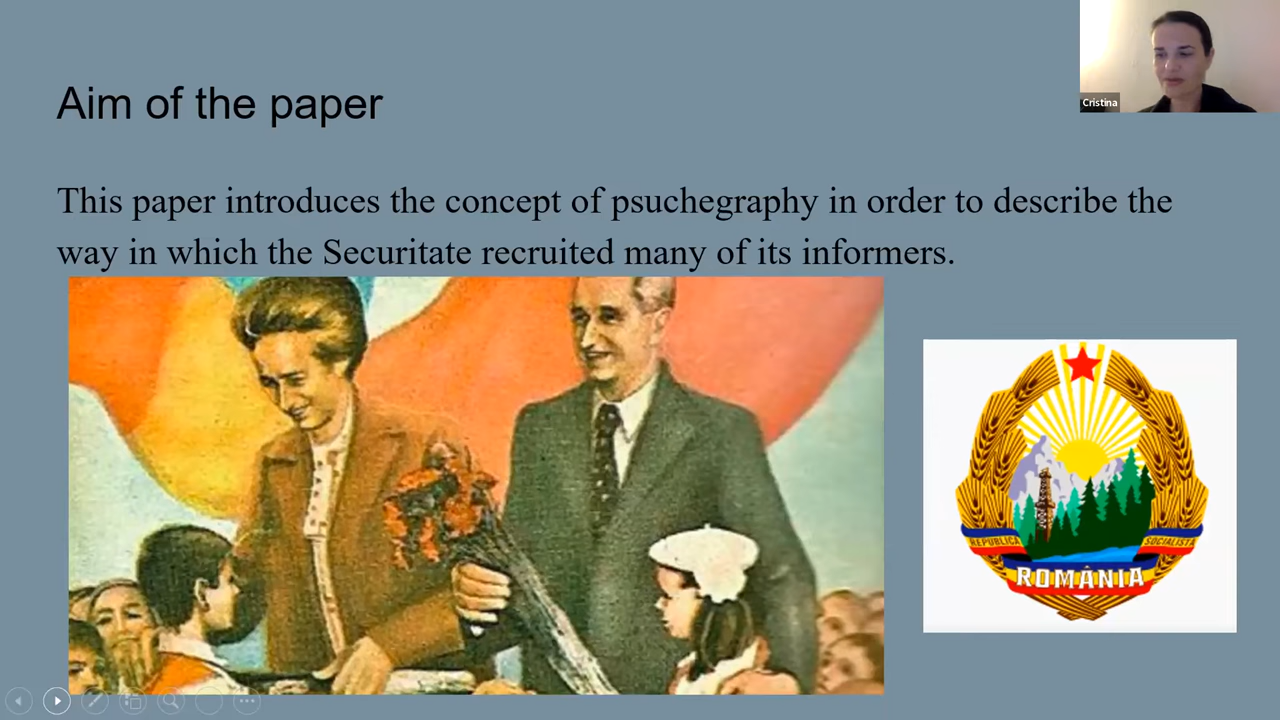 Aim of the paper
Cristina
This paper introduces the concept of psuchegraphy in order to describe the
way in which the Securitate recruited many of its informers.
REPUBLICA SOCIALISTA
ROMÂNIA